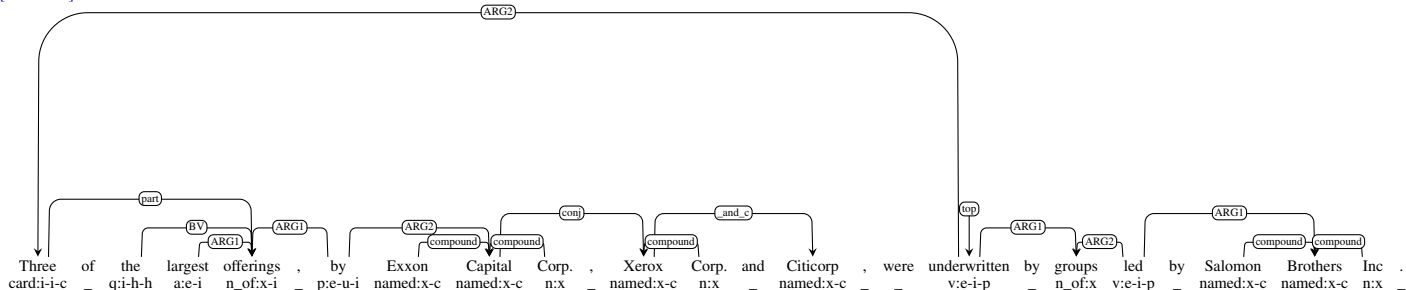 ARG2
part
conj
_and_c
top
BV
ARG1
ARG2
ARG1
ARG1
ARG1
compound
compound
compound
ARG2
compound
compound
Three of the largest offerings , by Exxon Capital Corp. , Xerox Corp. and Citicorp , were underwritten by groups led by Salomon Brothers Inc .
card:i-i-c _ q:i-h-h a:e-i n_of:x-i _ p:e-u-i named:x-c named:x-c n:x _ named:x-c n:x _ named:x-c _ _ v:e-i-p _ n_of:x v:e-i-p _ named:x-c named:x-c n:x _